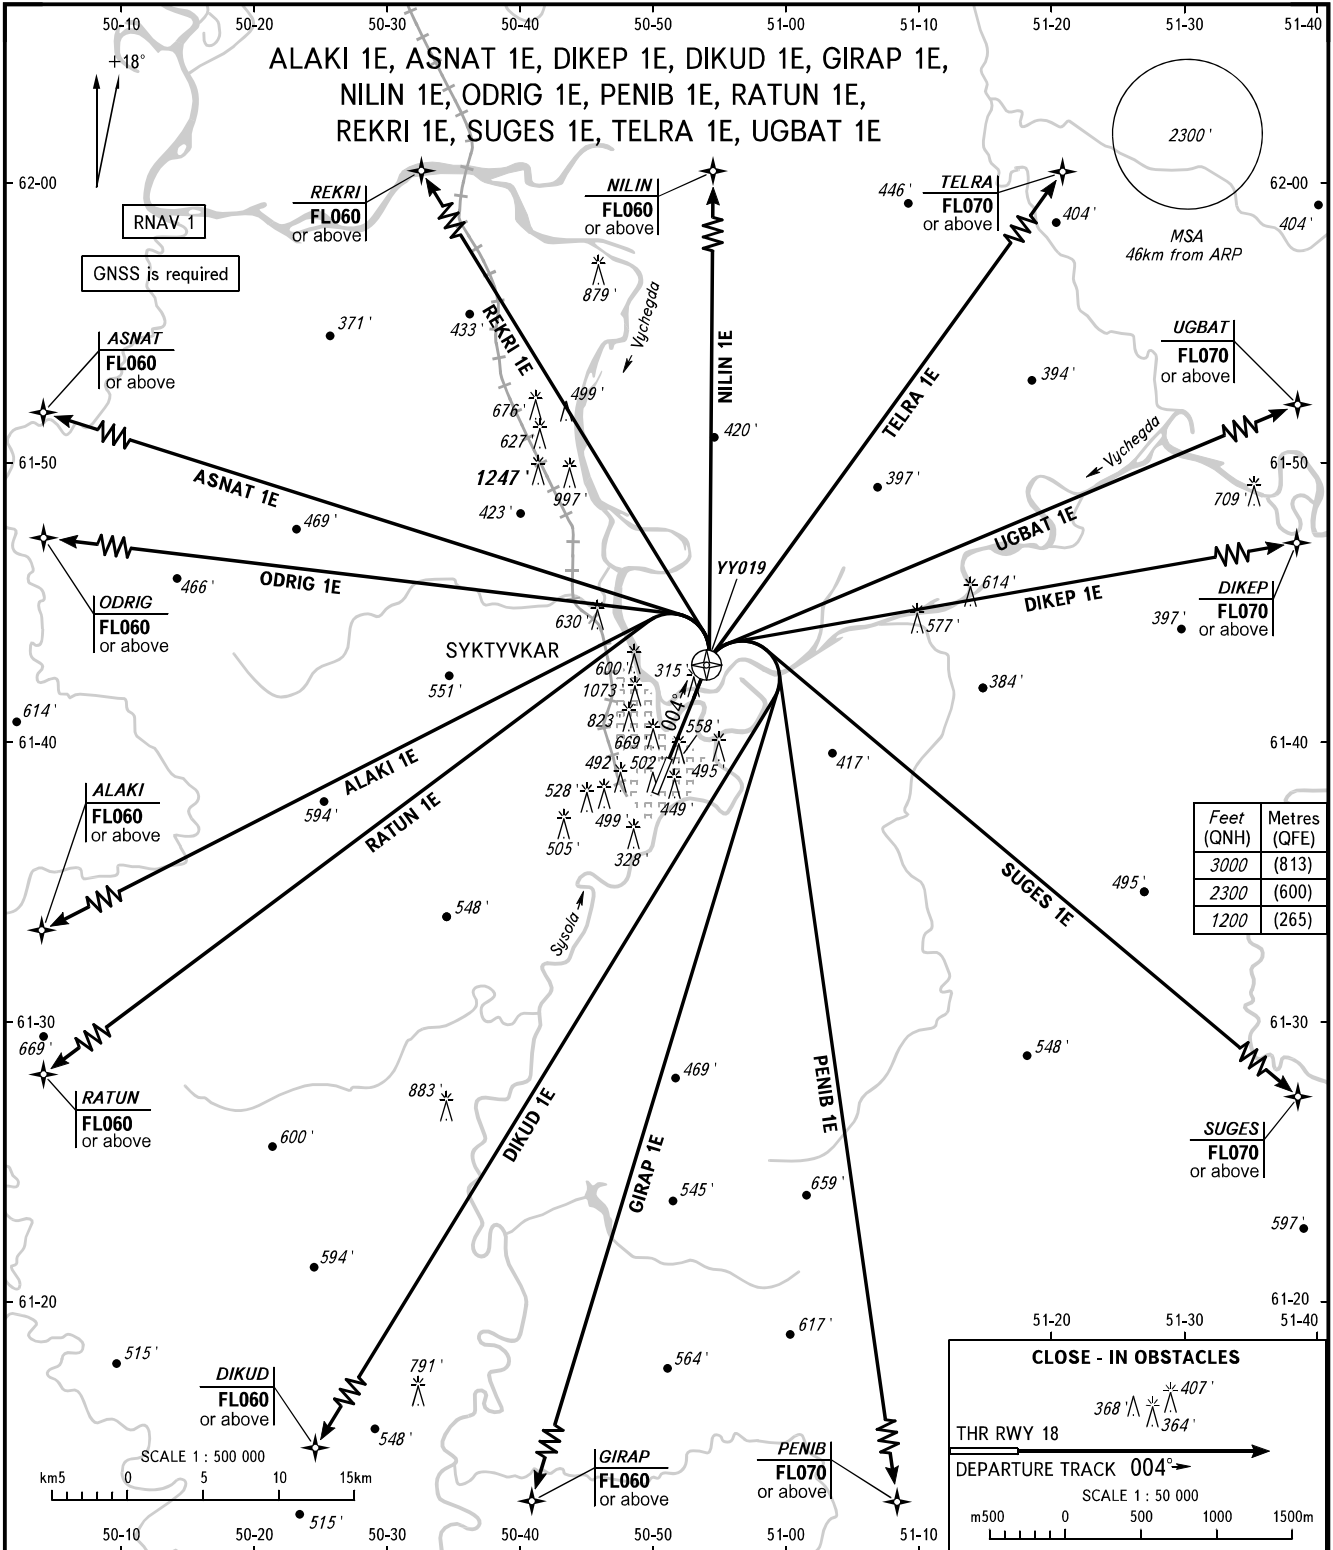 50-10 50-20 50-30 50-40 50-50 51-00 51-10 51-20 51-30 51-40
+18°
ALAKI 1E, ASNAT 1E, DIKEP 1E, DIKUD 1E, GIRAP 1E,
NILIN 1E, ODRIG 1E, PENIB 1E, RATUN 1E,
REKRI 1E, SUGES 1E, TELRA 1E, UGBAT 1E
2300'
MSA
46km from ARP
62-00
62-00
RNAV 1
GNSS is required
REKRI
FL060
or above
NILIN
FL060
or above
TELRA
FL070
or above
446'
404'
404'
879'
Vychegda
371'
433'
REKRI 1E
NILIN 1E
TELRA 1E
ASNAT
FL060
or above
UGBAT
FL070
or above
394'
499'
676'
627'
1247'
997'
423'
420'
397'
Vychegda
709'
61-50
61-50
ASNAT 1E
469'
UGBAT 1E
ODRIG 1E
466'
ODRIG
FL060
or above
YY019
614'
577'
DIKEP 1E
DIKEP
FL070
or above
397'
630'
SYKTYVKAR
551'
600'
315'
1073'
823'
004°
669'
558'
492'
502'
495'
528'
499'
449'
505'
328'
384'
417'
614'
61-40
61-40
ALAKI
FL060
or above
594'
ALAKI 1E
RATUN 1E
Feet Metres
(QNH) (QFE)
3000 (813)
2300 (600)
1200 (265)
495'
SUGES 1E
548'
Sysola
61-30
61-30
669'
RATUN
FL060
or above
883'
600'
DIKUD 1E
469'
GIRAP 1E
PENIB 1E
548'
SUGES
FL070
or above
545'
659'
597'
594'
61-20
61-20
51-20 51-30 51-40
617'
564'
515'
DIKUD
FL060
or above
791'
548'
SCALE 1 : 500 000
km5 0 5 10 15km
515'
GIRAP
FL060
or above
PENIB
FL070
or above
CLOSE - IN OBSTACLES
368'
407'
364'
THR RWY 18
DEPARTURE TRACK 004°
SCALE 1 : 50 000
m500 0 500 1000 1500m
50-10 50-20 50-30 50-40 50-50 51-00 51-10